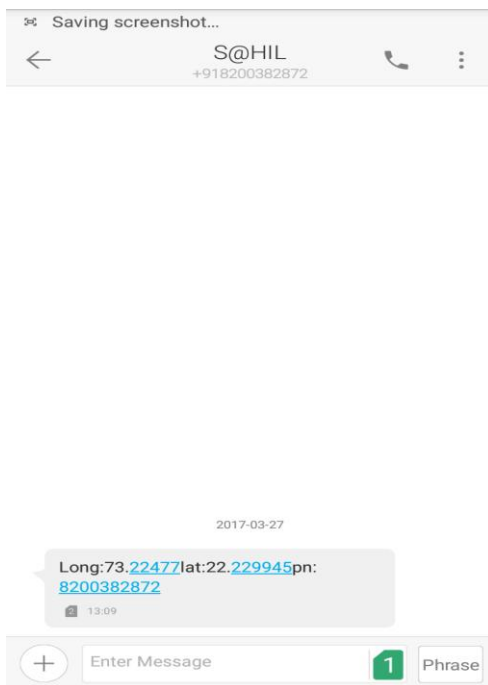 Saving screenshot...
S@HIL
+918200382872
2017-03-27
Long:73.22477lat:22.229945pn:
8200382872
2 13:09
Enter Message
1
Phrase